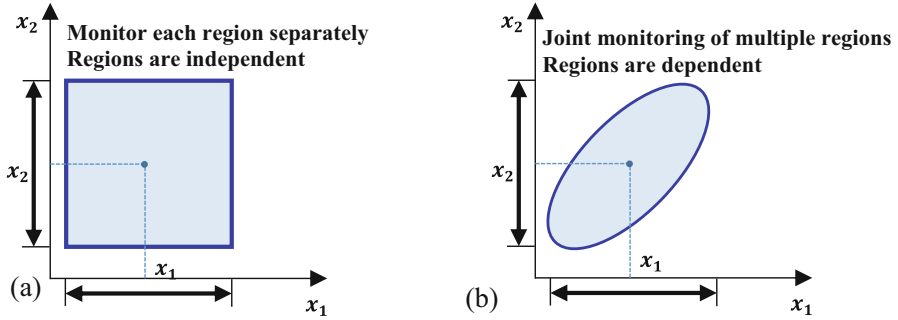 x₂
Monitor each region separately
Regions are independent
x₂
x₁
x₁
(a)
x₂
Joint monitoring of multiple regions
Regions are dependent
x₂
x₁
x₁
(b)